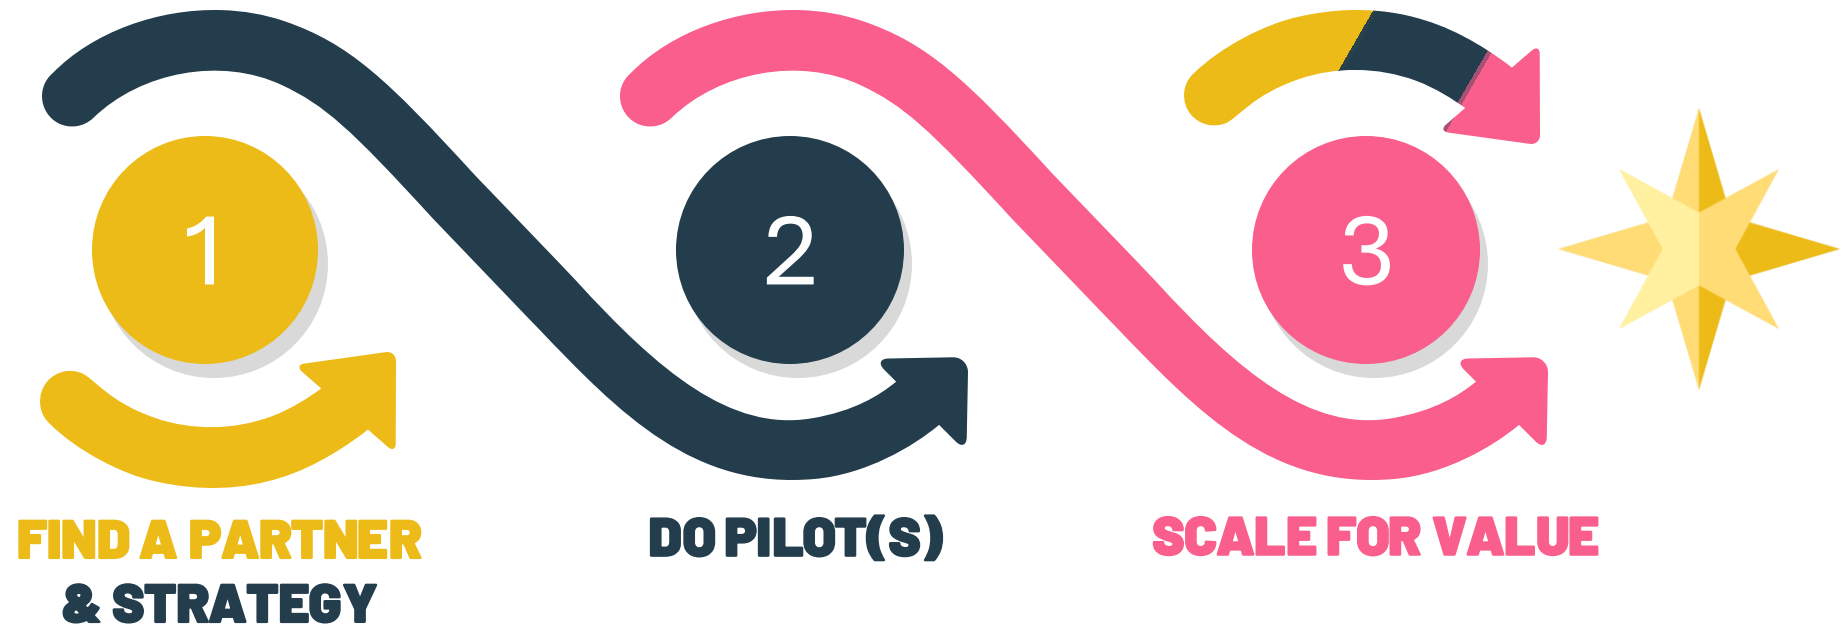 1
2
3
FIND A PARTNER
& STRATEGY
DO PILOT(S)
SCALE FOR VALUE